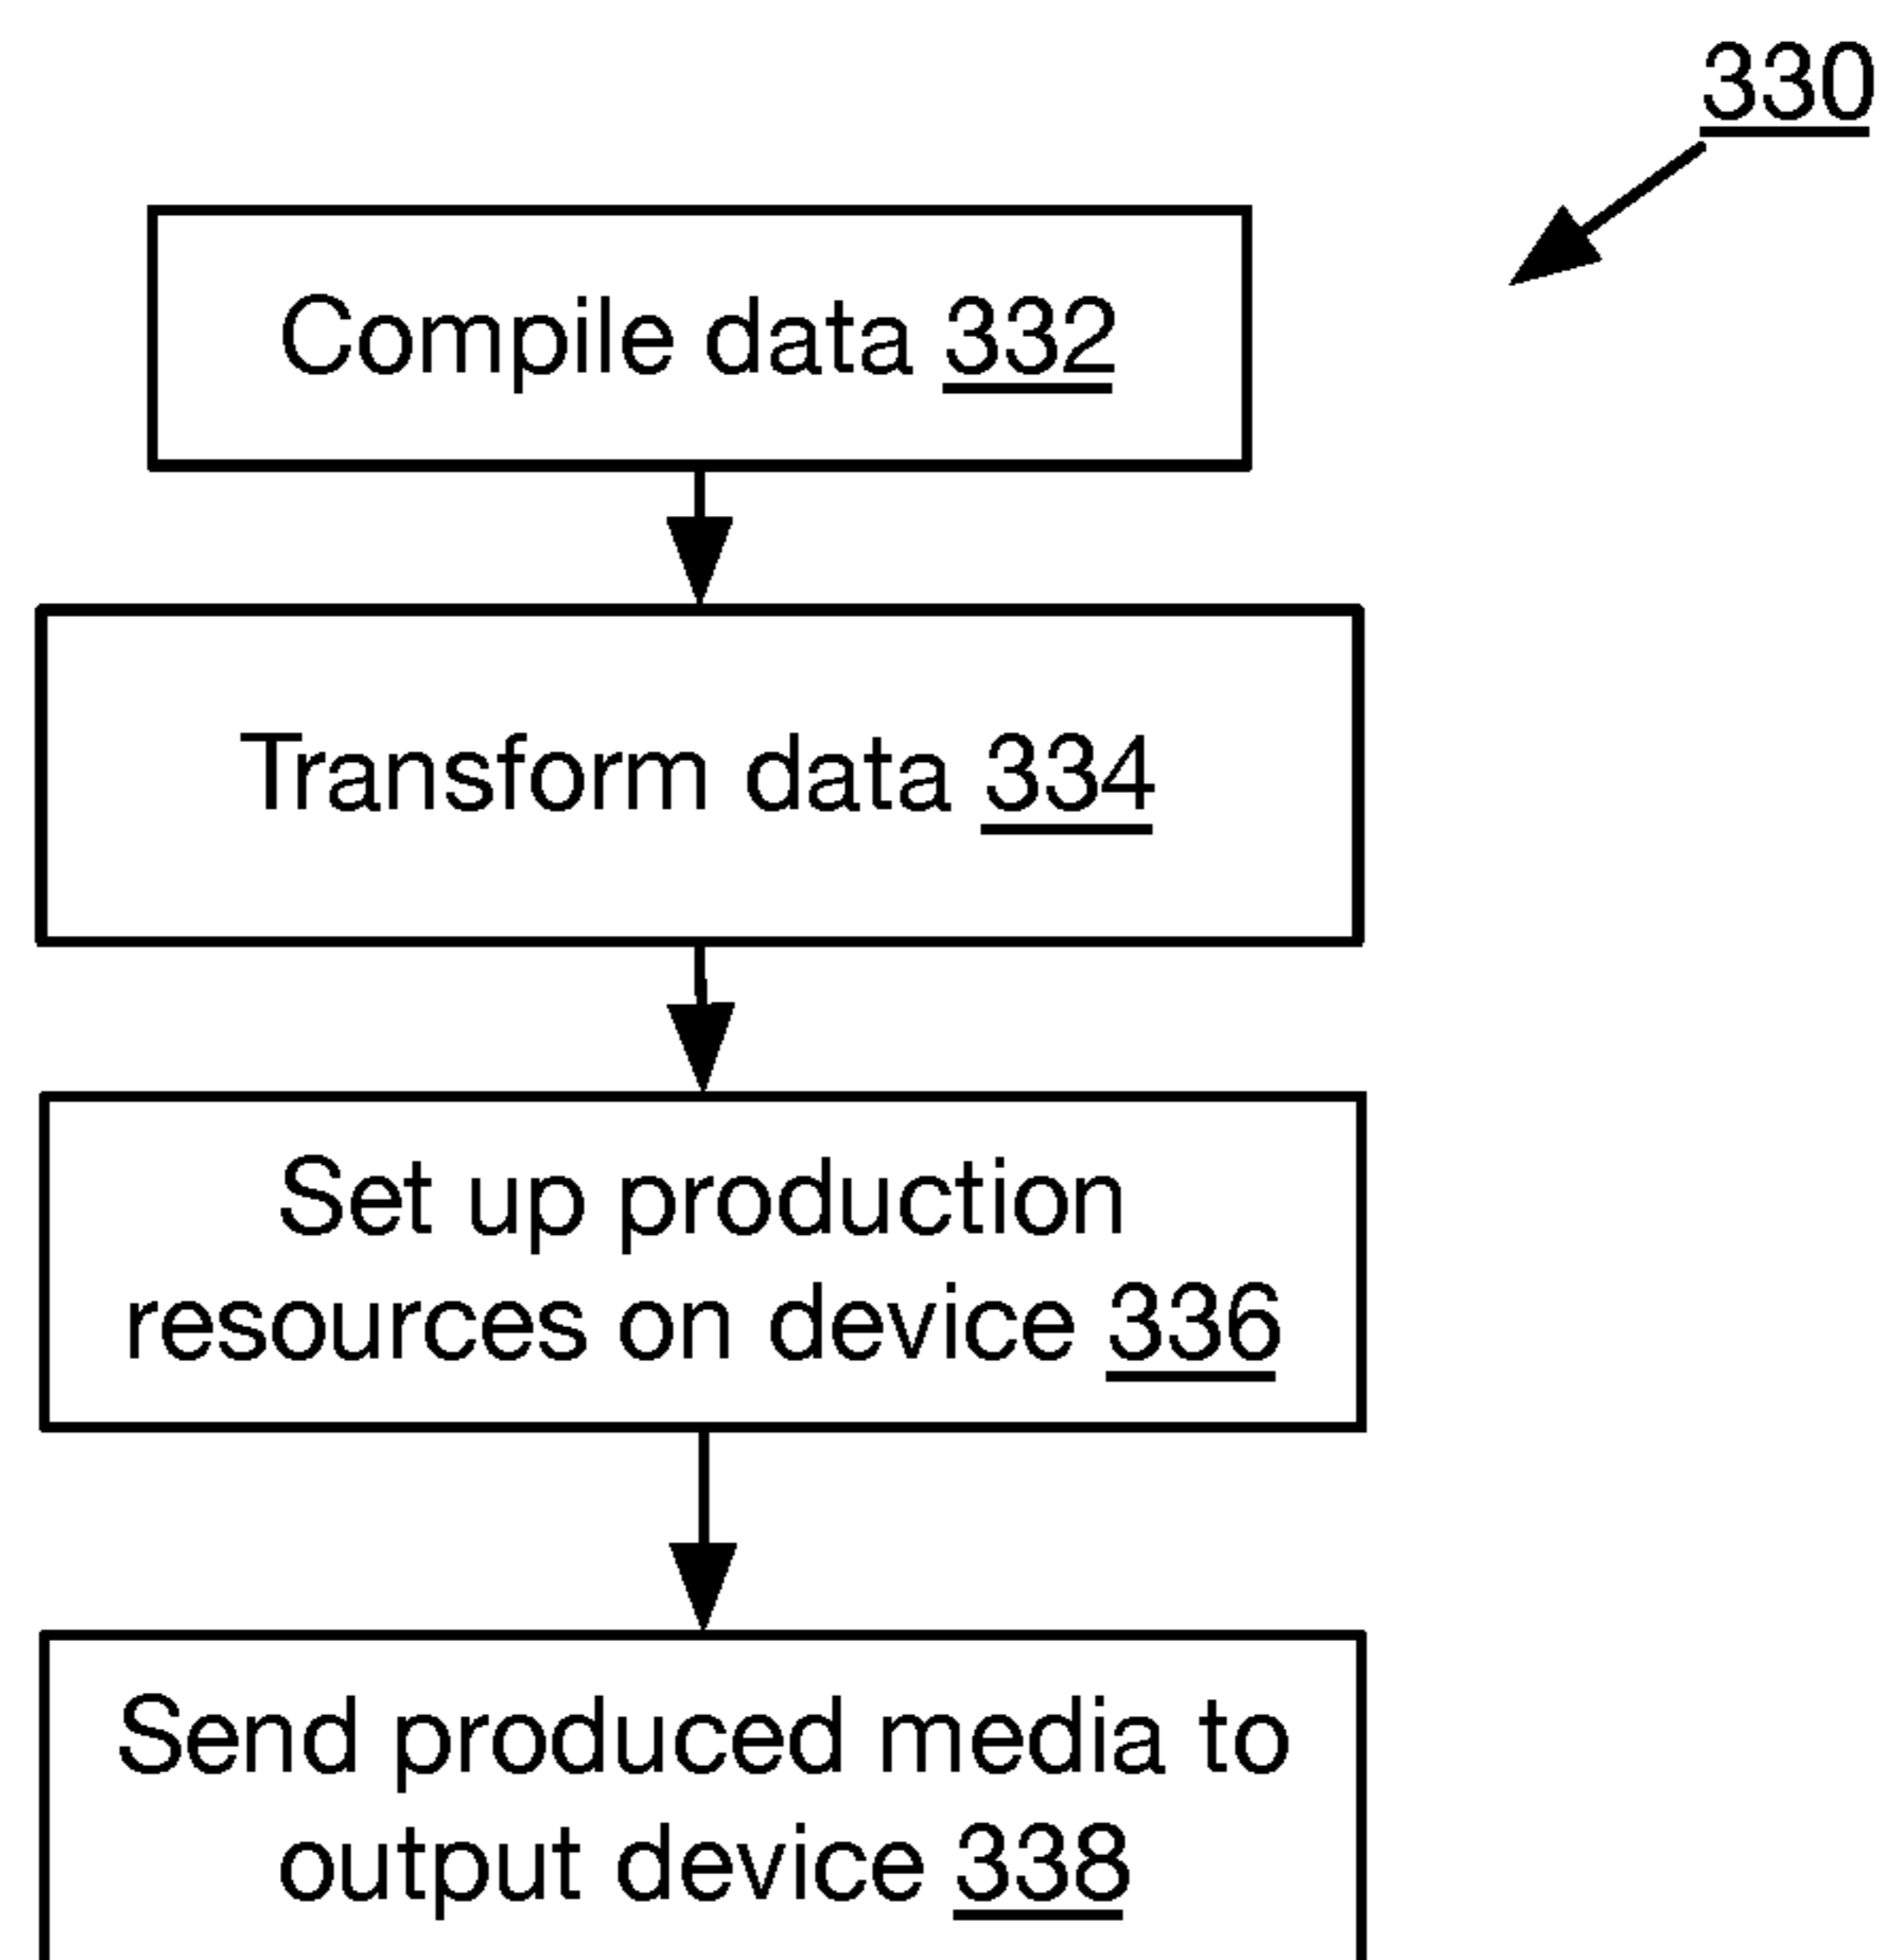 330
Compile data 332
Transform data 334
Set up production
resources on device 336
Send produced media to
output device 338